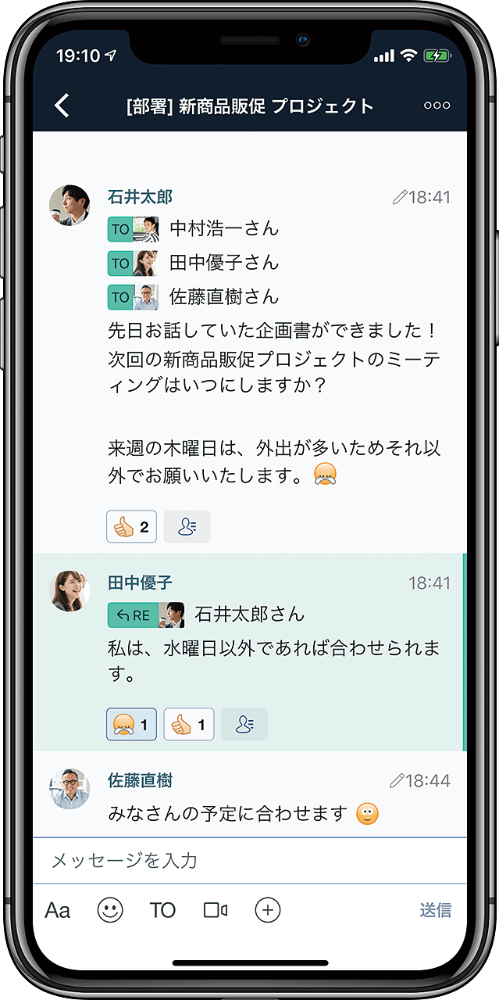 19:10
[部署] 新商品販促 プロジェクト
石井太郎 18:41
TO 中村浩一さん
TO 田中優子さん
TO 佐藤直樹さん
先日お話していた企画書ができました！
次回の新商品販促プロジェクトのミーテ
ィングはいつにしますか？
来週の木曜日は、外出が多いためそれ以
外でお願いいたします。
2
田中優子 18:41
RE 石井太郎さん
私は、水曜日以外であれば合わせられま
す。
1 1
佐藤直樹 18:44
みなさんの予定に合わせます
メッセージを入力
Aa TO 送信